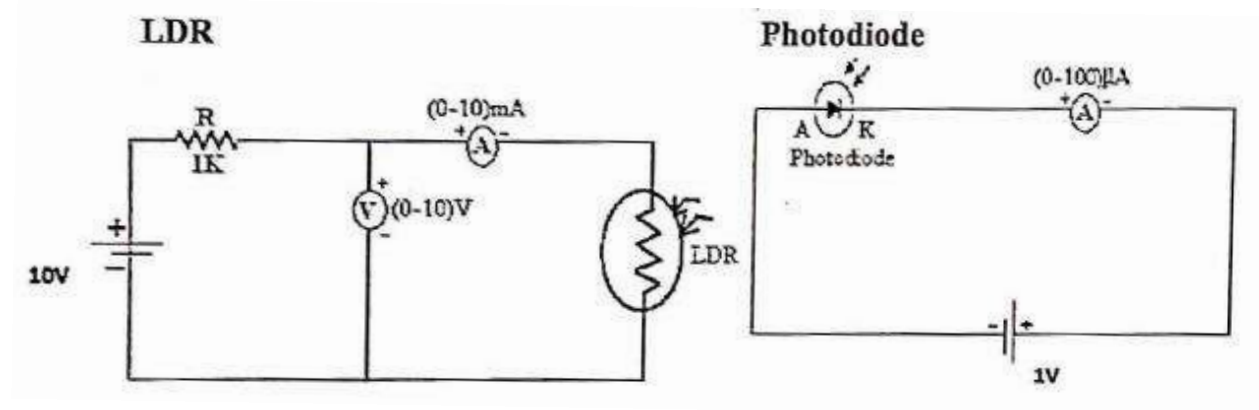 LDR
R
1K
(0-10)mA
+ -
A
+
V (0-10)V
-
+
-
10V
LDR
Photodiode
(0-100)µA
+ -
A
A K
Photodiode
- +
1V